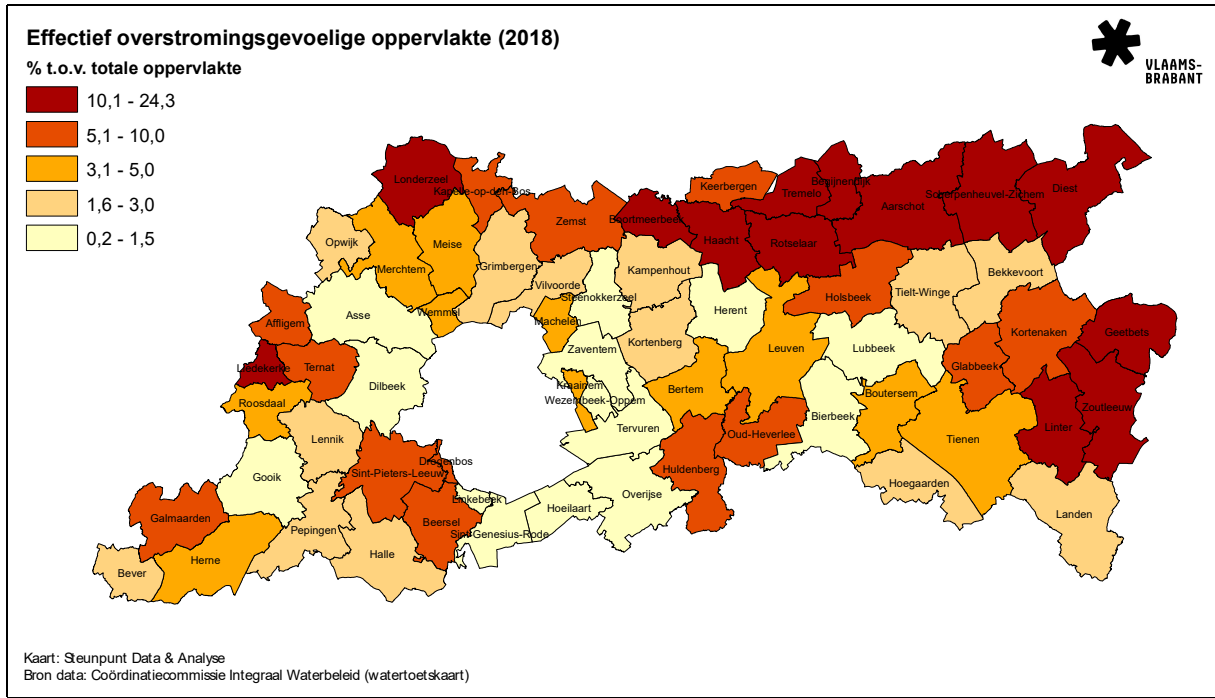 Effectief overstromingsgevoelige oppervlakte (2018)
% t.o.v. totale oppervlakte
10,1 - 24,3
5,1 - 10,0
3,1 - 5,0
1,6 - 3,0
0,2 - 1,5
VLAAMS-
BRABANT
Londerzeel
Kapelle-op-den-Bos
Keerbergen
Tremelo
Begijnendijk
Scherpenheuvel-Zichem
Diest
Zemst
Boortmeerbeek
Haacht
Rotselaar
Aarschot
Opwijk
Merchtem
Meise
Grimbergen
Vilvoorde
Kampenhout
Steenokkerzeel
Holsbeek
Tielt-Winge
Bekkevoort
Affligem
Asse
Wemmel
Machelen
Herent
Kortenaken
Geetbets
Zaventem
Kortenberg
Leuven
Lubbeek
Glabbeek
Liedekerke
Ternat
Dilbeek
Kraainem
Wezembeek-Oppem
Bertem
Boutersem
Zoutleeuw
Roosdaal
Lennik
Tervuren
Oud-Heverlee
Bierbeek
Tienen
Linter
Gooik
Sint-Pieters-Leeuw
Drogenbos
Huldenberg
Hoegaarden
Landen
Galmaarden
Pepingen
Beersel
Linkebeek
Hoeilaart
Overijse
Bever
Herne
Halle
Sint-Genesius-Rode
Kaart: Steunpunt Data & Analyse
Bron data: Coördinatiecommissie Integraal Waterbeleid (watertoetskaart)